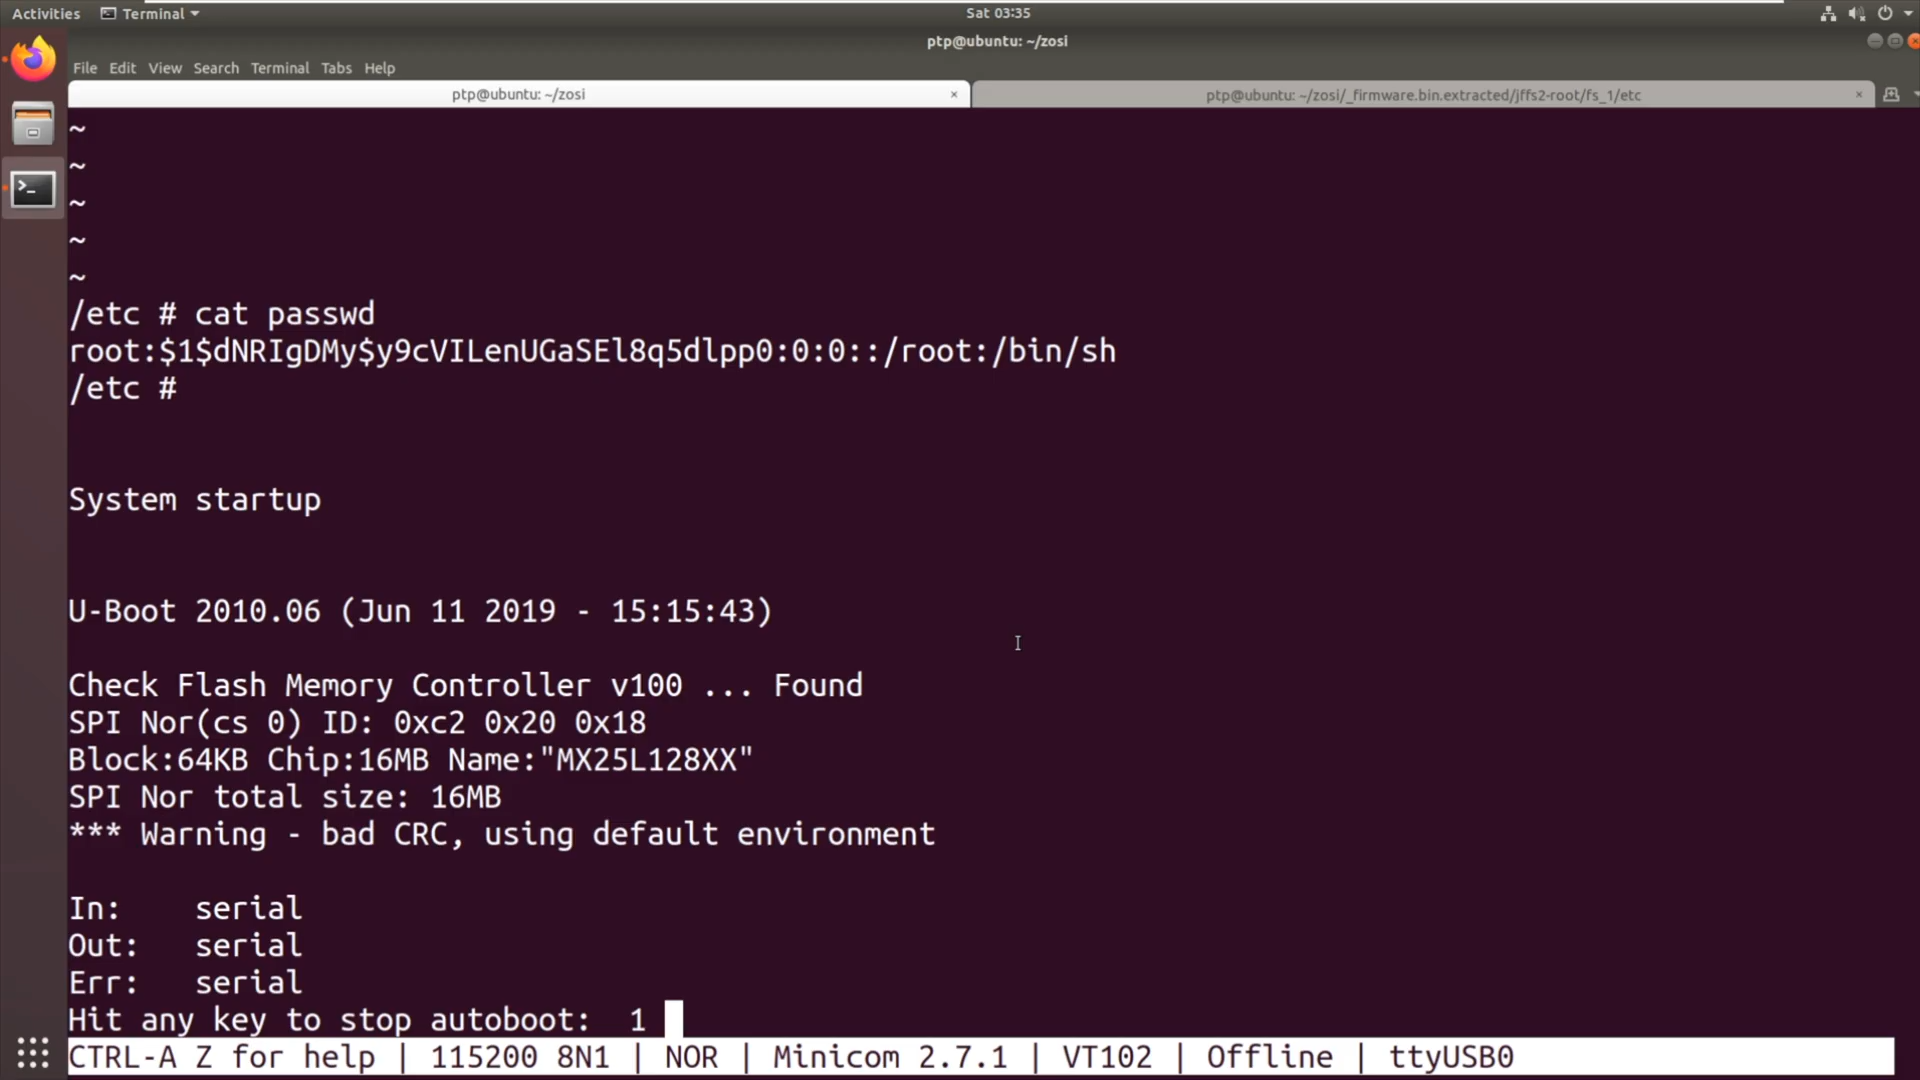 Activities Terminal Sat 03:35
ptp@ubuntu: ~/zosi
File Edit View Search Terminal Tabs Help
ptp@ubuntu: ~/zosi × ptp@ubuntu: ~/zosi/_firmware.bin.extracted/jffs2-root/fs_1/etc ×
~
~
~
~
~
/etc # cat passwd
root:$1$dNRIgDMy$y9cVILenUGaSEl8q5dlpp0:0:0::/root:/bin/sh
/etc #
System startup
U-Boot 2010.06 (Jun 11 2019 - 15:15:43)
Check Flash Memory Controller v100 ... Found
SPI Nor(cs 0) ID: 0xc2 0x20 0x18
Block:64KB Chip:16MB Name:"MX25L128XX"
SPI Nor total size: 16MB
*** Warning - bad CRC, using default environment
In:    serial
Out:   serial
Err:   serial
Hit any key to stop autoboot:  1
CTRL-A Z for help | 115200 8N1 | NOR | Minicom 2.7.1 | VT102 | Offline | ttyUSB0